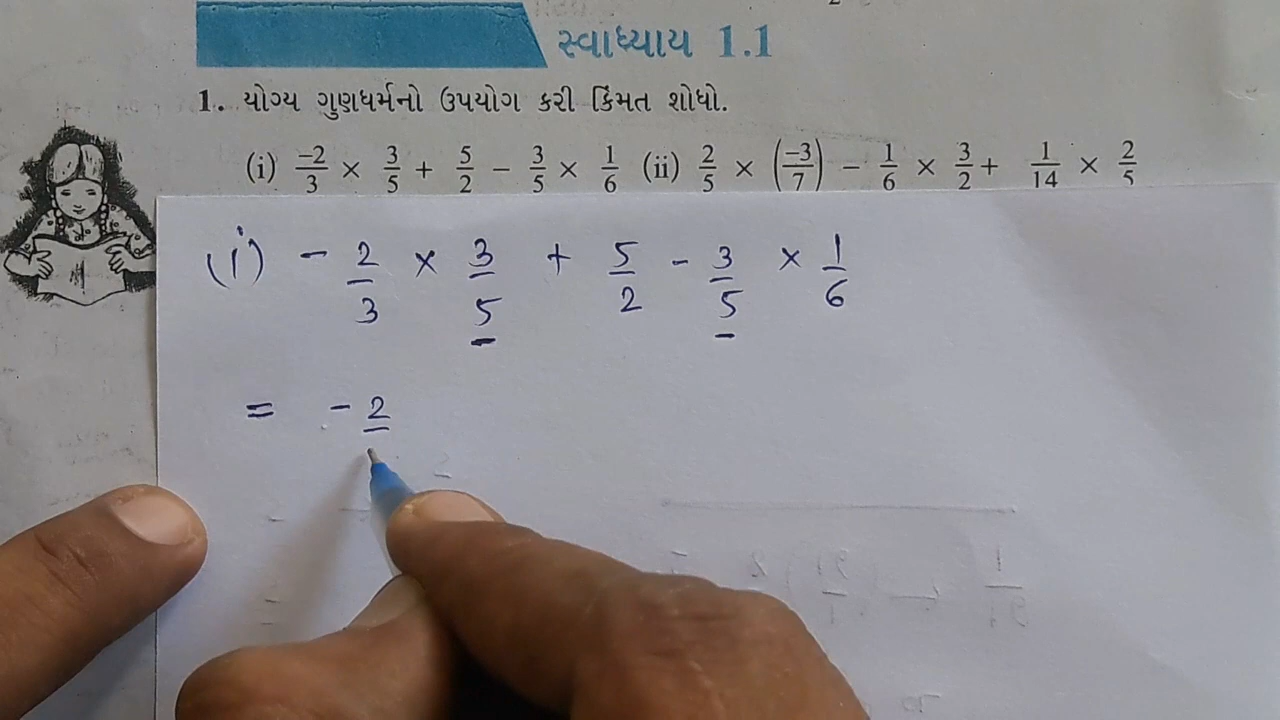 સ્વાધ્યાય 1.1
1. યોગ્ય ગુણધર્મનો ઉપયોગ કરી કિંમત શોધો.
(i) -2/3 × 3/5 + 5/2 − 3/5 × 1/6 (ii) 2/5 × (-3/7) − 1/6 × 3/2 + 1/14 × 2/5
(i) - 2/3 × 3/5 + 5/2 - 3/5 × 1/6
= - 2